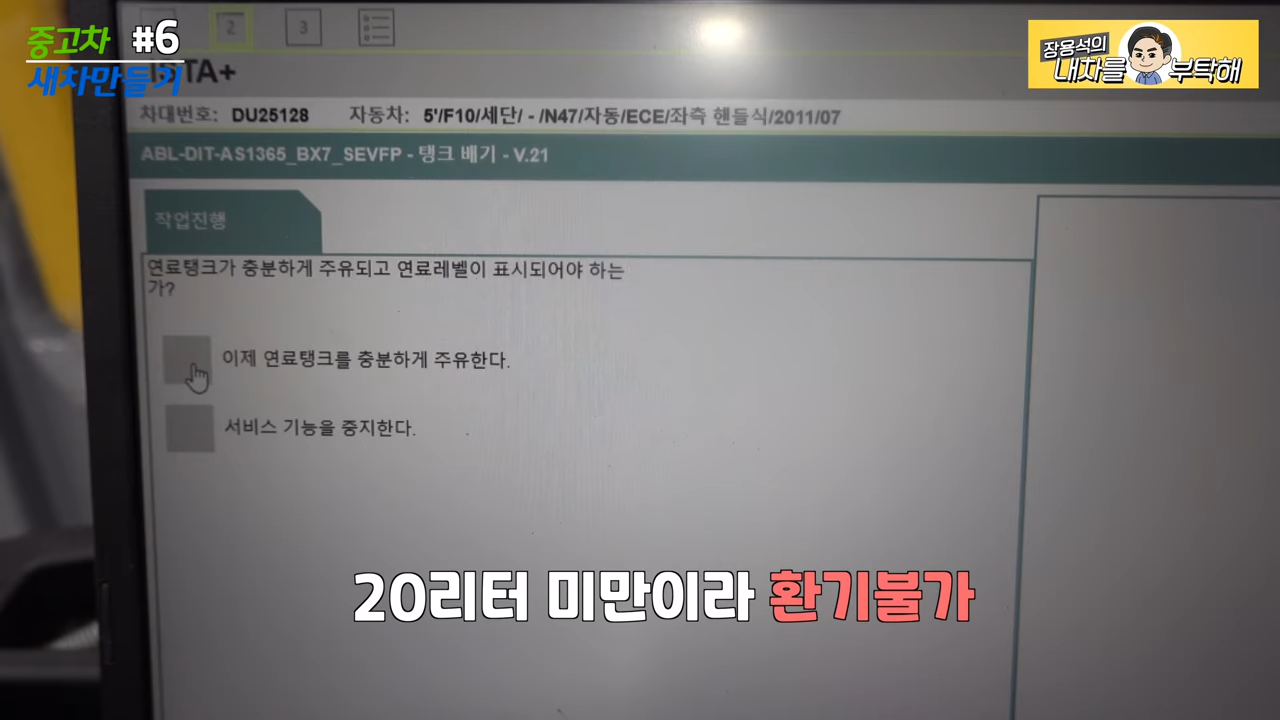 중고차 #6
새차만들기
장용석의
내차를 부탁해
2
3
TA+
차대번호: DU25128 자동차: 5'/F10/세단/ - /N47/자동/ECE/좌측 핸들식/2011/07
ABL-DIT-AS1365_BX7_SEVFP - 탱크 배기 - V.21
작업진행
연료탱크가 충분하게 주유되고 연료레벨이 표시되어야 하는
가?
이제 연료탱크를 충분하게 주유한다.
서비스 기능을 중지한다.
20리터 미만이라 환기불가